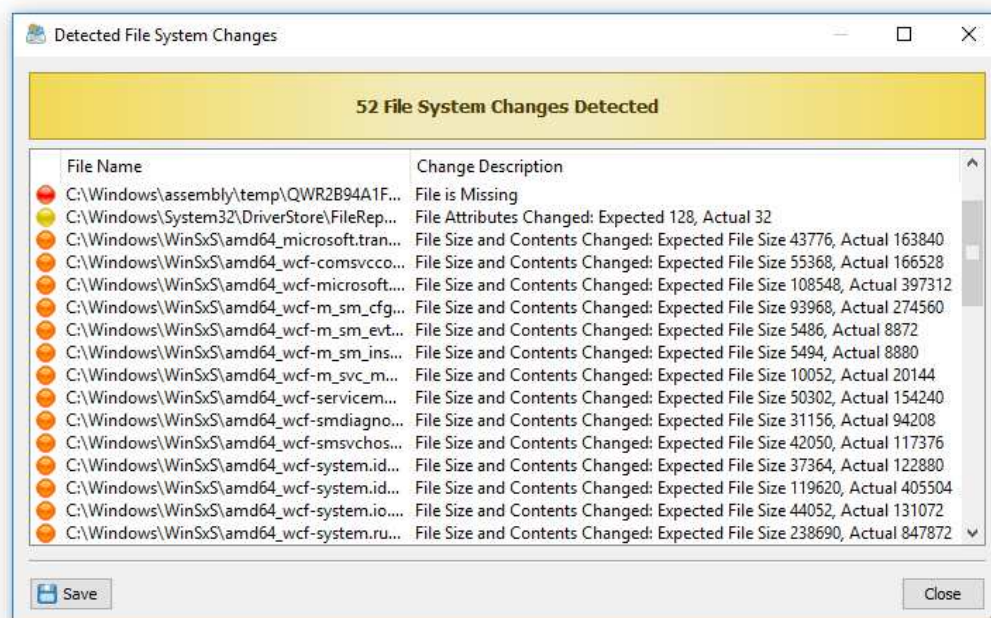 Detected File System Changes
52 File System Changes Detected
File Name Change Description
C:\Windows\assembly\temp\QWR2B94A1F... File is Missing
C:\Windows\System32\DriverStore\FileRep... File Attributes Changed: Expected 128, Actual 32
C:\Windows\WinSxS\amd64_microsoft.tran... File Size and Contents Changed: Expected File Size 43776, Actual 163840
C:\Windows\WinSxS\amd64_wcf-comsvcco... File Size and Contents Changed: Expected File Size 55368, Actual 166528
C:\Windows\WinSxS\amd64_wcf-microsoft.... File Size and Contents Changed: Expected File Size 108548, Actual 397312
C:\Windows\WinSxS\amd64_wcf-m_sm_cfg... File Size and Contents Changed: Expected File Size 93968, Actual 274560
C:\Windows\WinSxS\amd64_wcf-m_sm_evt... File Size and Contents Changed: Expected File Size 5486, Actual 8872
C:\Windows\WinSxS\amd64_wcf-m_sm_ins... File Size and Contents Changed: Expected File Size 5494, Actual 8880
C:\Windows\WinSxS\amd64_wcf-m_svc_m... File Size and Contents Changed: Expected File Size 10052, Actual 20144
C:\Windows\WinSxS\amd64_wcf-servicem... File Size and Contents Changed: Expected File Size 50302, Actual 154240
C:\Windows\WinSxS\amd64_wcf-smdiagno... File Size and Contents Changed: Expected File Size 31156, Actual 94208
C:\Windows\WinSxS\amd64_wcf-smsvchos... File Size and Contents Changed: Expected File Size 42050, Actual 117376
C:\Windows\WinSxS\amd64_wcf-system.id... File Size and Contents Changed: Expected File Size 37364, Actual 122880
C:\Windows\WinSxS\amd64_wcf-system.id... File Size and Contents Changed: Expected File Size 119620, Actual 405504
C:\Windows\WinSxS\amd64_wcf-system.io.... File Size and Contents Changed: Expected File Size 44052, Actual 131072
C:\Windows\WinSxS\amd64_wcf-system.ru... File Size and Contents Changed: Expected File Size 238690, Actual 847872
Save Close